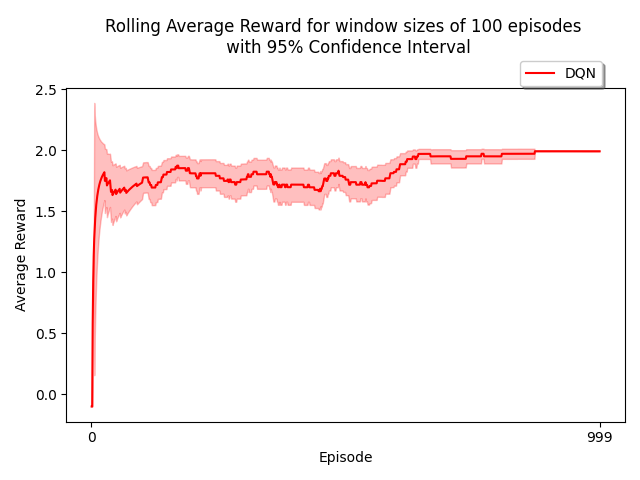 Rolling Average Reward for window sizes of 100 episodes
with 95% Confidence Interval
DQN
2.5
2.0
1.5
1.0
0.5
0.0
Average Reward
0
999
Episode